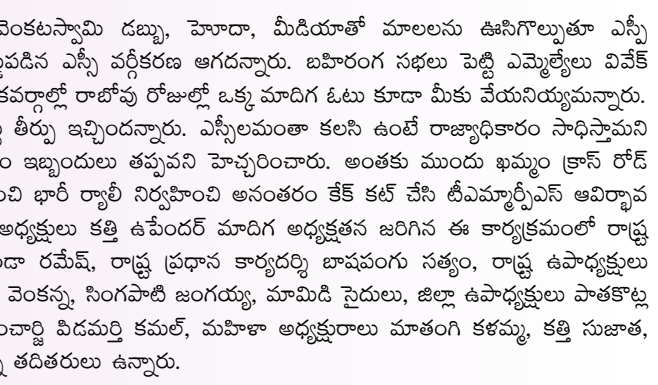 వెంకటస్వామి డబ్బు, హెూదా, మీడియాతో మాలలను ఊసిగొల్పుతూ ఎస్సీ
ఎస్సీ వర్గీకరణ ఆగదన్నారు. బహిరంగ సభలు పెట్టి ఎమ్మెల్యేలు వివేక్
రాబోవు రోజుల్లో ఒక్క మాదిగ ఓటు కూడా మీకు వేయనియ్యమన్నారు.
తీర్పు ఇచ్చిందన్నారు. ఎస్సీలమంతా కలసి ఉంటే రాజ్యాధికారం సాధిస్తామని
ఇబ్బందులు తప్పవని హెచ్చరించారు. అంతకు ముందు ఖమ్మం క్రాస్ రోడ్
భారీ ర్యాలీ నిర్వహించి అనంతరం కేక్ కట్ చేసి టీఎమ్మార్పీఎస్ ఆవిర్భావ
అధ్యక్షులు కత్తి ఉపేందర్ మాదిగ అధ్యక్షతన జరిగిన ఈ కార్యక్రమంలో రాష్ట్ర
రమేష్, రాష్ట్ర ప్రధాన కార్యదర్శి బాషపంగు సత్యం, రాష్ట్ర ఉపాధ్యక్షులు
వెంకన్న, సింగపాటి జంగయ్య, మామిడి సైదులు, జిల్లా ఉపాధ్యక్షులు పాతకొట్ల
పిడమర్తి కమల్, మహిళా అధ్యక్షురాలు మాతంగి కళమ్మ, కత్తి సుజాత,
తదితరులు ఉన్నారు.